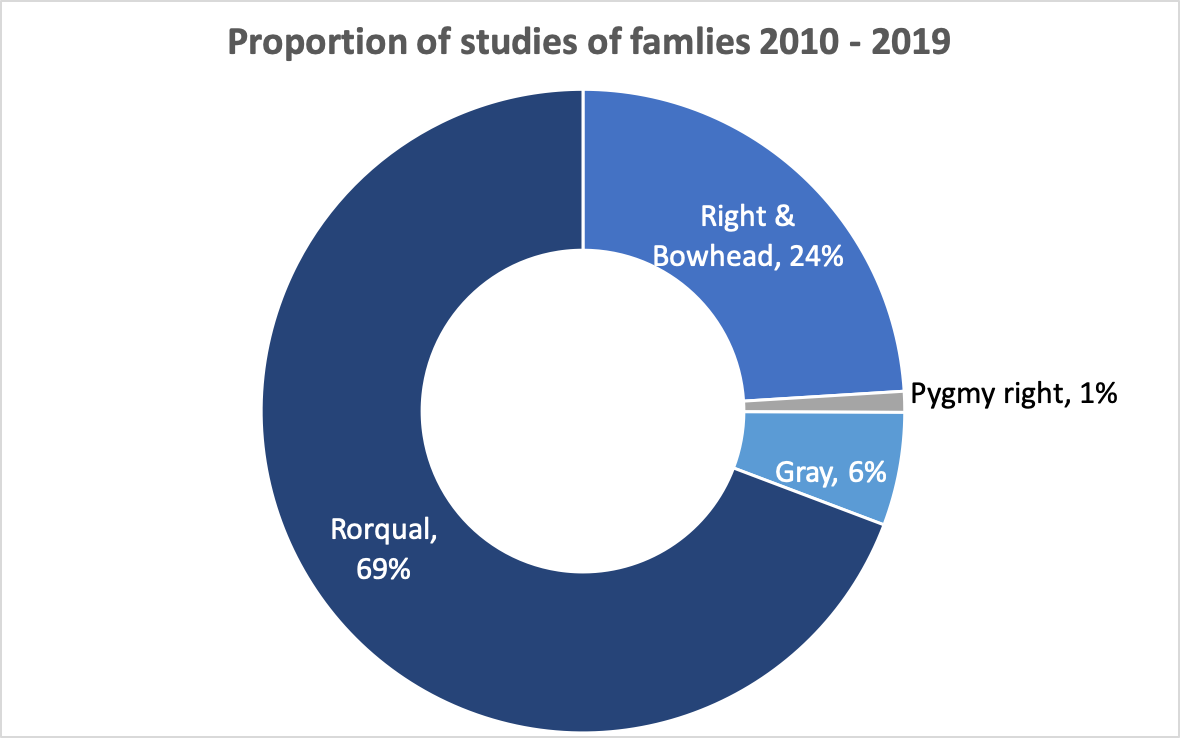 Proportion of studies of famlies 2010 - 2019
Right &
Bowhead, 24%
Pygmy right, 1%
Gray, 6%
Rorqual,
69%